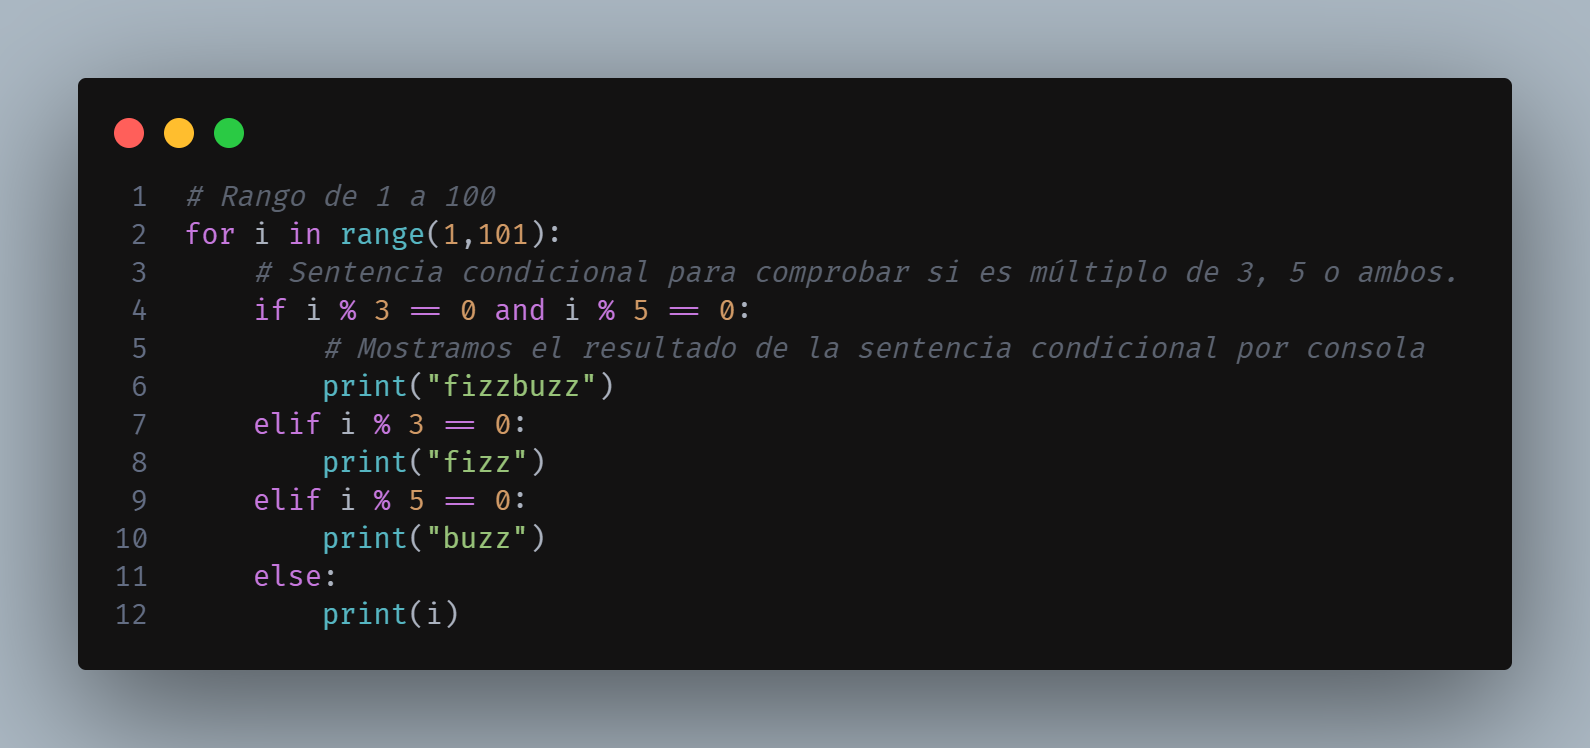 1 # Rango de 1 a 100
2 for i in range(1,101):
3     # Sentencia condicional para comprobar si es múltiplo de 3, 5 o ambos.
4     if i % 3 == 0 and i % 5 == 0:
5         # Mostramos el resultado de la sentencia condicional por consola
6         print("fizzbuzz")
7     elif i % 3 == 0:
8         print("fizz")
9     elif i % 5 == 0:
10         print("buzz")
11     else:
12         print(i)